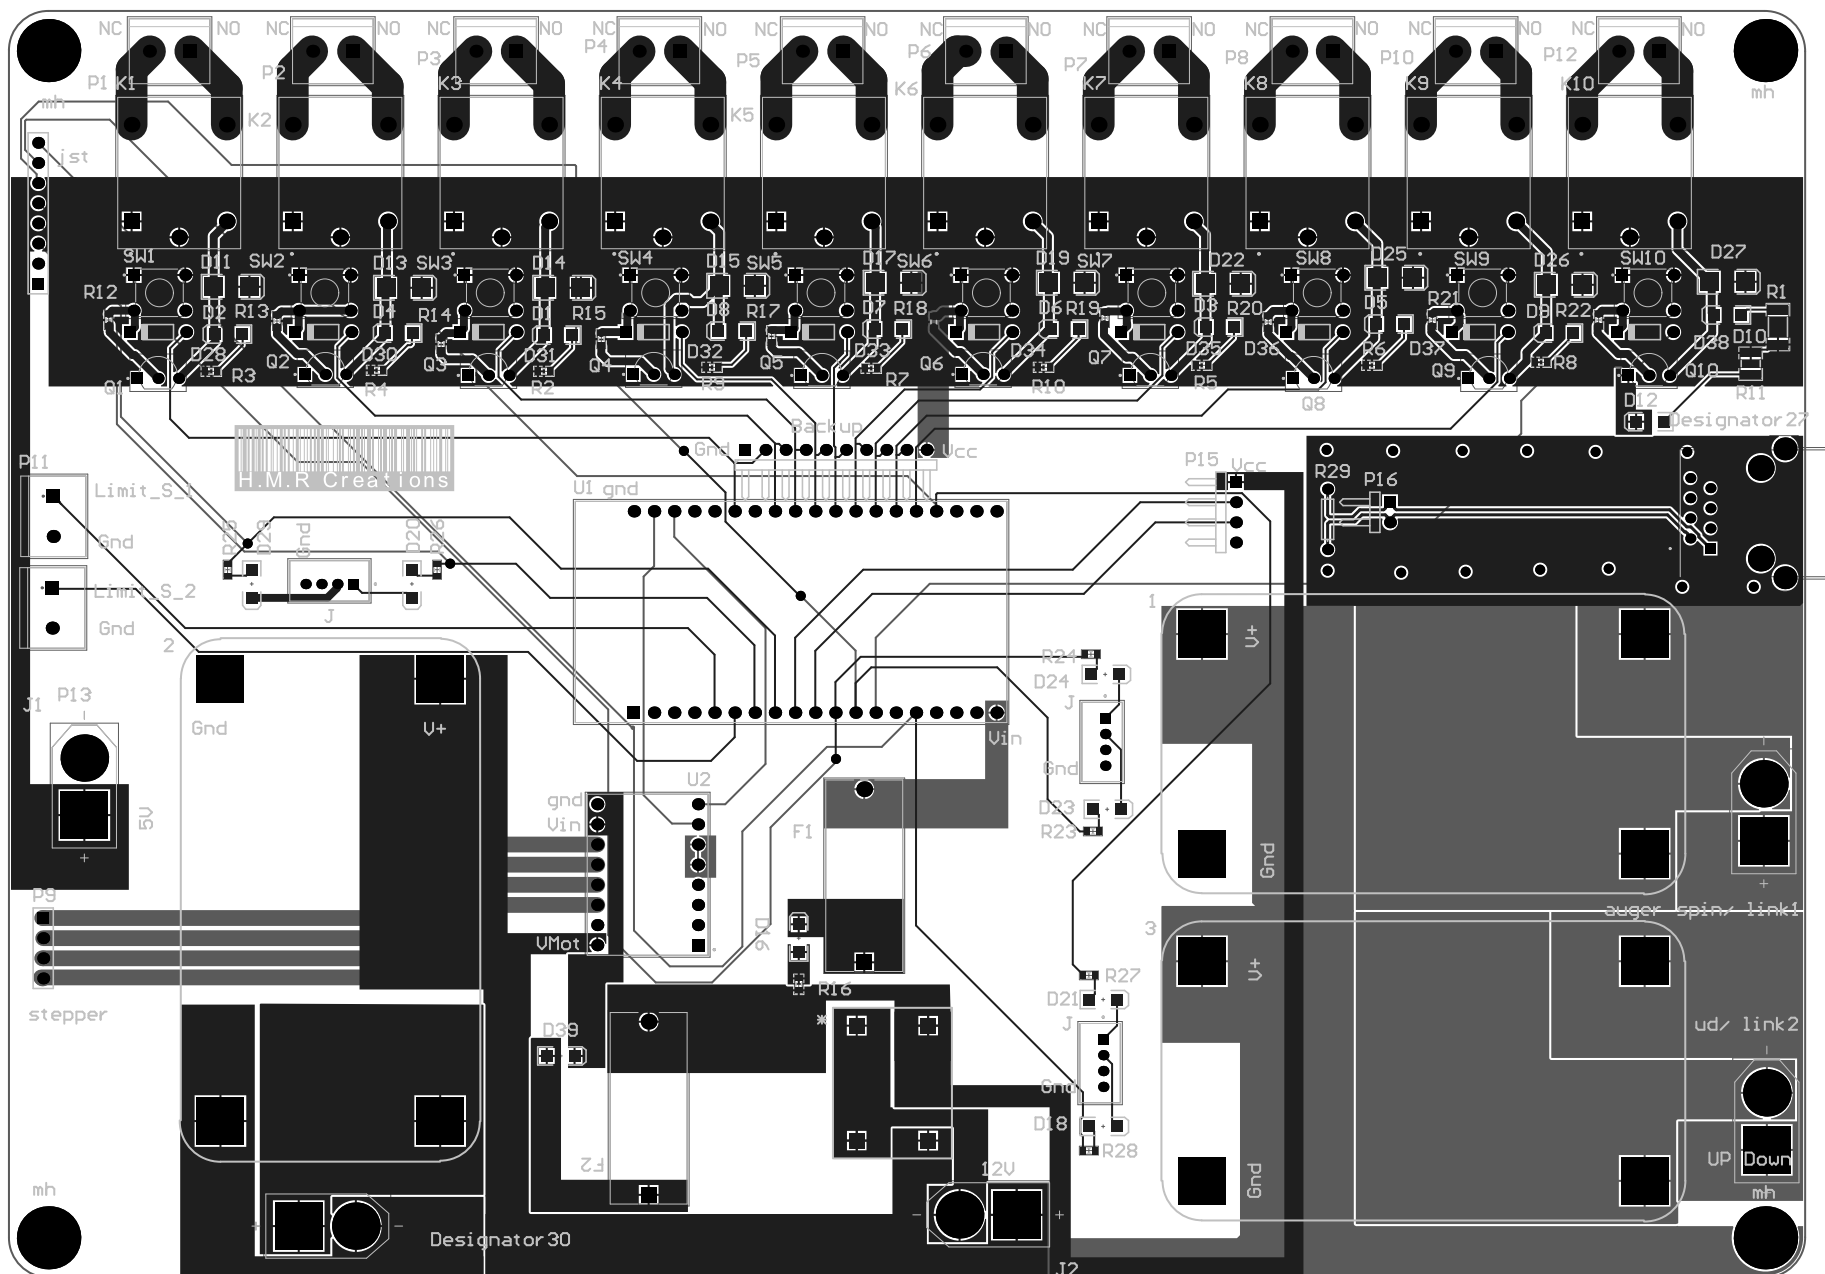 NC NO NC NO NC NO NC NO NC NO NC NO NC NO NC NO NC NO NC NO
P1 K1 P2 P3 K3 P4 K4 P5 P6 P7 K7 P8 K8 P10 K9 P12 K10
mh K2 K5 K6 mh
jst
SW1 D11 SW2 D13 SW3 D14 SW4 D15 SW5 D17 SW6 D19 SW7 D22 SW8 D25 SW9 D26 SW10 D27
R12 R13 R14 R15 R17 R18 R19 R20 R21 R22 R1
D2 D4 D1 D8 D7 D6 D3 D5 D9 D10
Q1 D28 R3 Q2 D30 R4 Q3 D31 R2 Q4 D32 Q5 D33 R7 Q6 D34 R10 Q7 D35 R5 D36 Q8 R6 D37 Q9 R8 D38 Q10 R11
D12 Designator27
Backup
Gnd Vcc
P11
Limit_S_1
Gnd
H.M.R Creations
U1 gnd
P15 Vcc
R29 P16
D29 Gnd D20 R26
Limit_S_2
Gnd
J
2
1
V+
R24
D24
J
Gnd
D23
R23
Gnd
J1 P13
Gnd
V+
5V
Vin
U2
gnd
Vin
F1
VMot
D16
R16
P9
stepper
auger spin/ link1
3
V+
R27
D21
J
Gnd
D18
R28
Gnd
ud/ link2
D39
F2
12V
UP Down
mh
mh
Designator30
J2